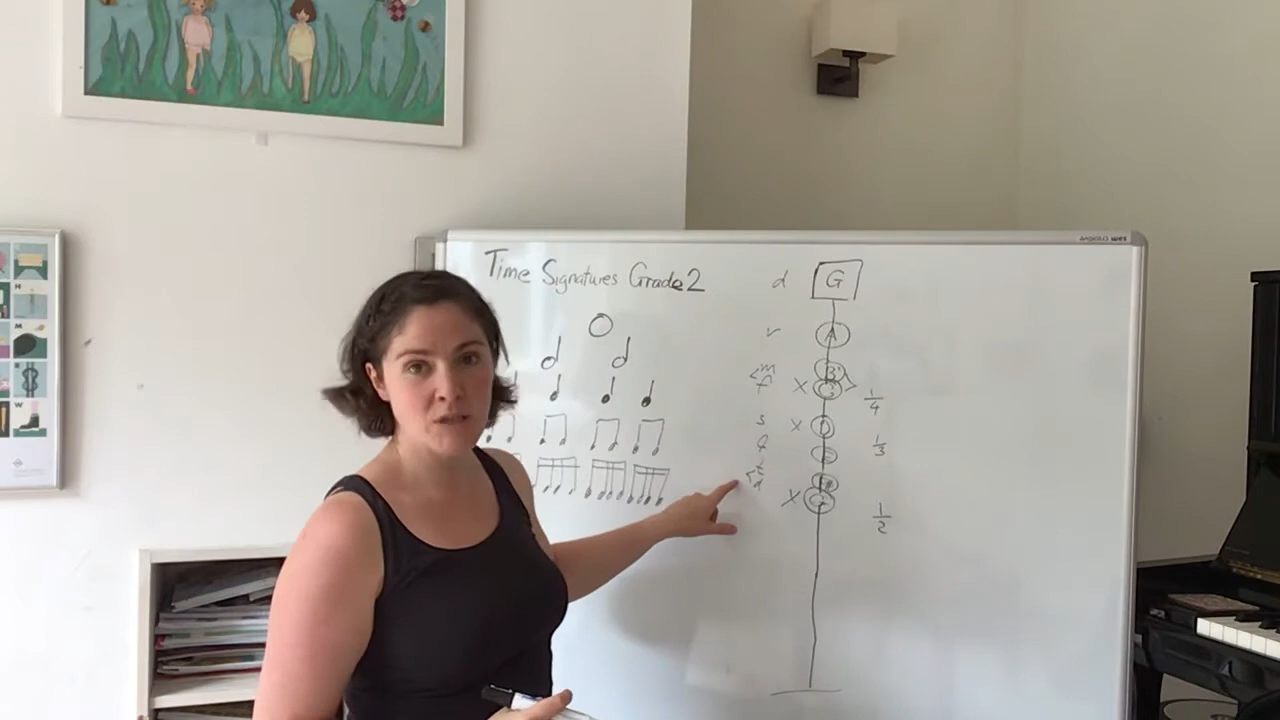 Time Signatures Grade 2
d G
r A
m B
f X C
1/4
s X D
1/3
l E
t F#
d X G
1/2
H
M
W